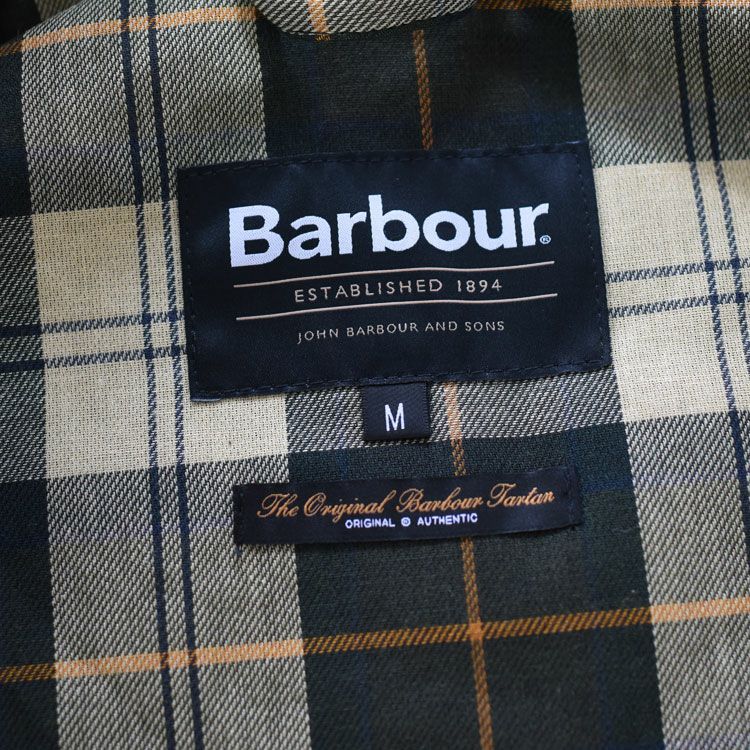 Barbour®
ESTABLISHED 1894
JOHN BARBOUR AND SONS
M
The Original Barbour Tartan
ORIGINAL ® AUTHENTIC